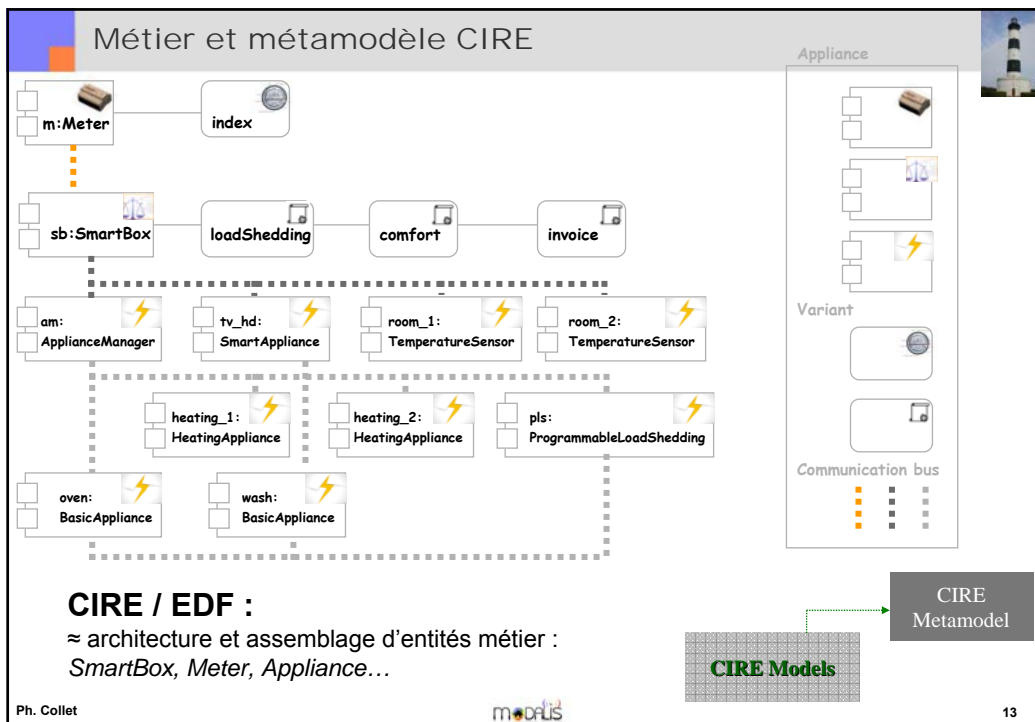 Métier et métamodèle CIRE
Appliance
m:Meter
index
sb:SmartBox
loadShedding
comfort
invoice
am:
ApplianceManager
tv_hd:
SmartAppliance
room_1:
TemperatureSensor
room_2:
TemperatureSensor
Variant
heating_1:
HeatingAppliance
heating_2:
HeatingAppliance
pls:
ProgrammableLoadShedding
Communication bus
oven:
BasicAppliance
wash:
BasicAppliance
CIRE / EDF :
≈ architecture et assemblage d’entités métier :
SmartBox, Meter, Appliance…
CIRE
Metamodel
CIRE Models
Ph. Collet
MODALIS
13